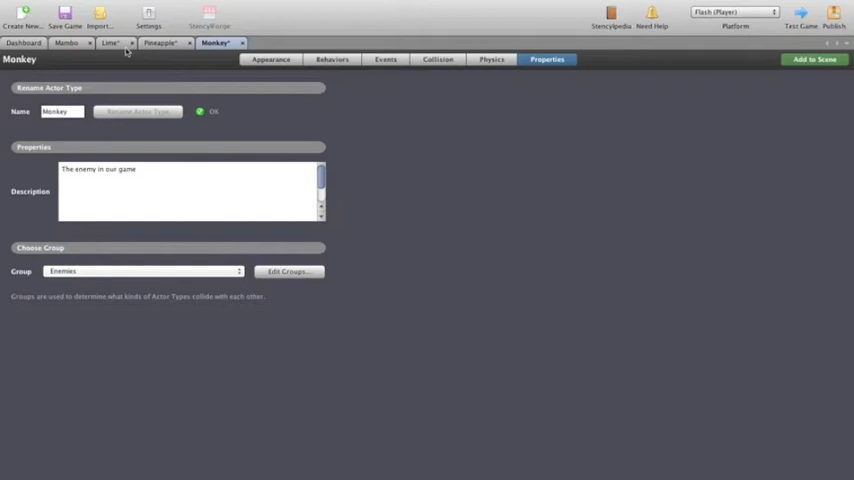 Create New... Save Game Import... Settings StencylForge Flash (Player) Stencylpedia Need Help Platform Test Game Publish
Dashboard Mambo Lime* Pineapple* Monkey*
Monkey Appearance Behaviors Events Collision Physics Properties Add to Scene
Rename Actor Type
Name Monkey Rename Actor Type OK
Properties
The enemy in our game
Description
Choose Group
Group Enemies Edit Groups...
Groups are used to determine what kinds of Actor Types collide with each other.